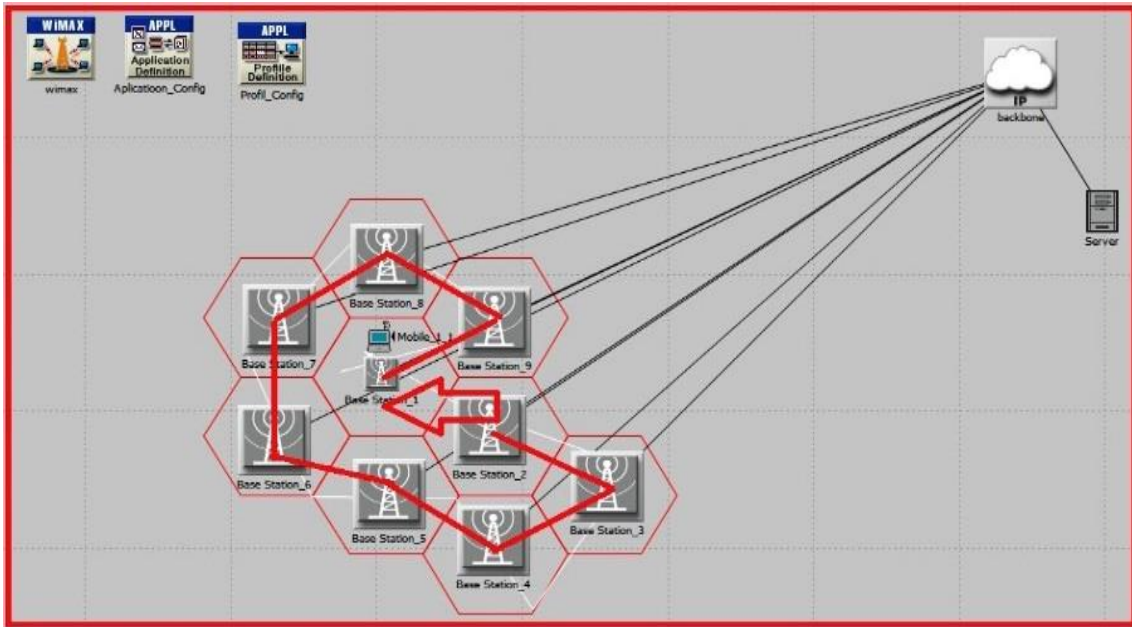 WiMAX
wimax
APPL
Application
Definition
Aplicatioon_Config
APPL
Profile
Definition
Profil_Config
IP
backbone
Server
Base Station_8
Base Station_7
Mobile_1_1
Base Station_9
Base Station_1
Base Station_2
Base Station_6
Base Station_3
Base Station_5
Base Station_4